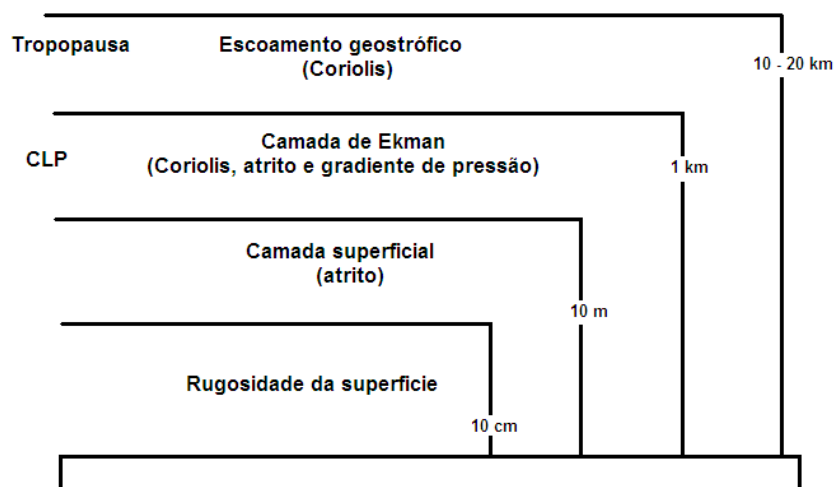 Tropopausa
Escoamento geostrófico
(Coriolis)
10 - 20 km
CLP
Camada de Ekman
(Coriolis, atrito e gradiente de pressão)
1 km
Camada superficial
(atrito)
10 m
Rugosidade da superficie
10 cm